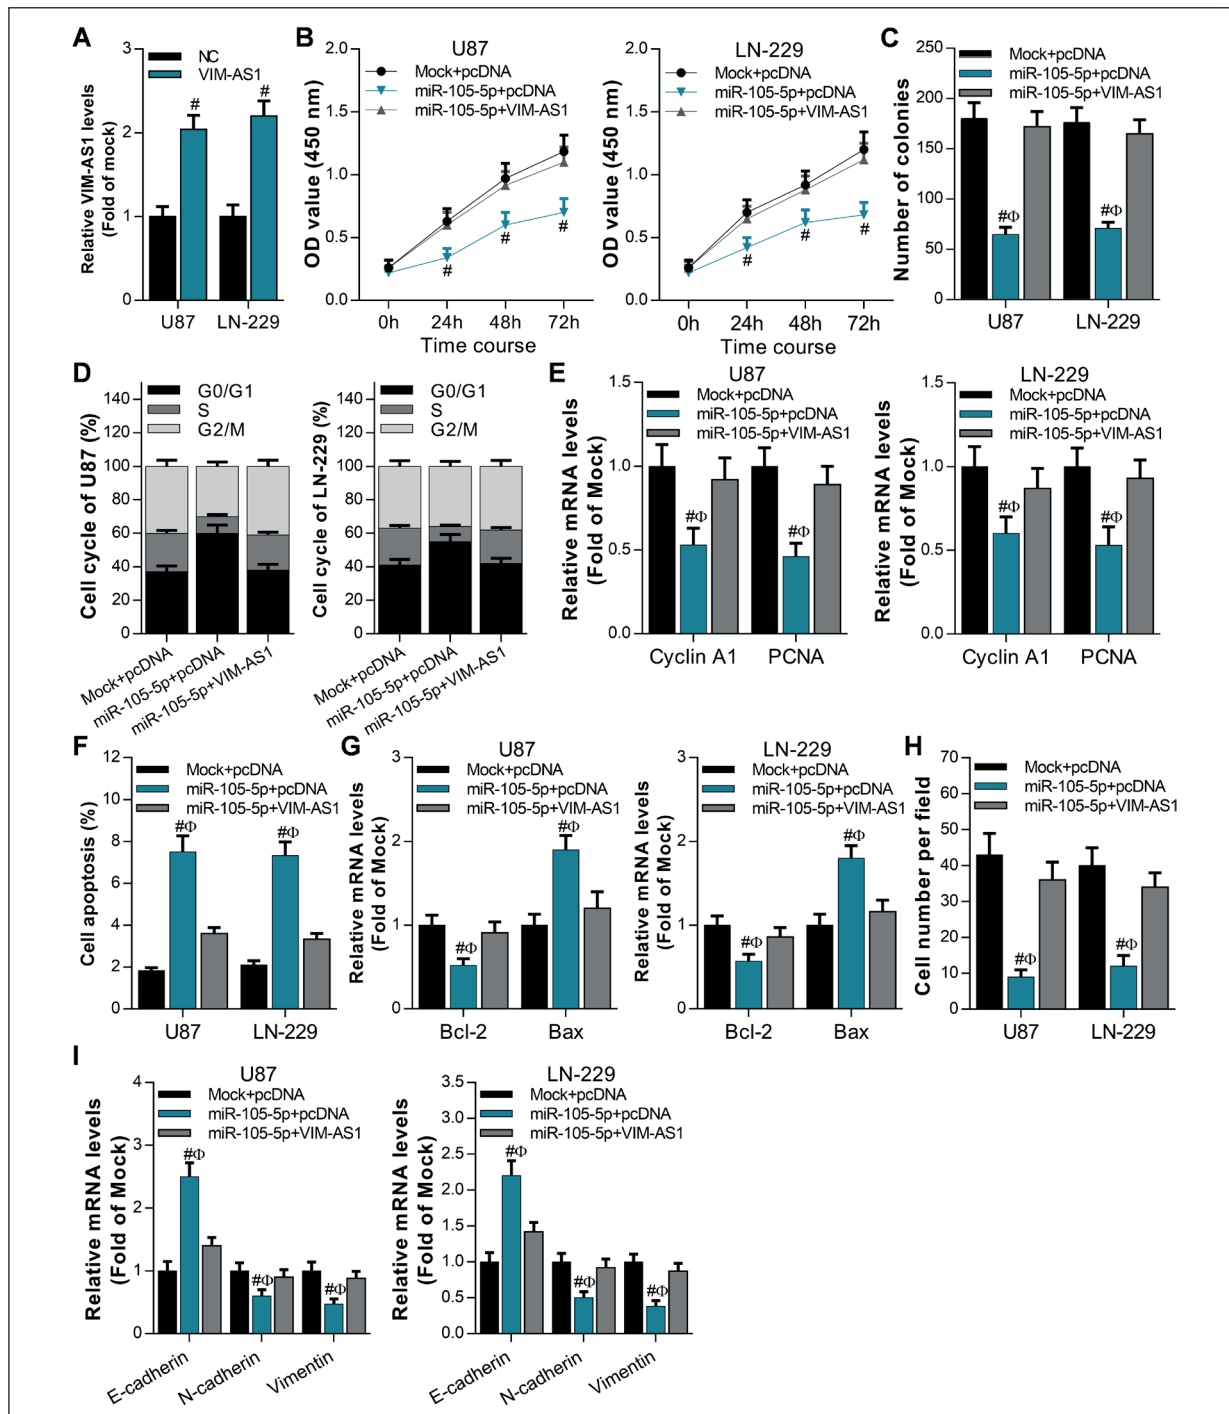 A
Relative VIM-AS1 levels
(Fold of mock)
3
2
1
0
NC
VIM-AS1
#
#
U87
LN-229
B
U87
OD value (450 nm)
2.0
1.5
1.0
0.5
0.0
Mock+pcDNA
miR-105-5p+pcDNA
miR-105-5p+VIM-AS1
#
#
#
0h
24h
48h
72h
Time course
LN-229
OD value (450 nm)
2.0
1.5
1.0
0.5
0.0
Mock+pcDNA
miR-105-5p+pcDNA
miR-105-5p+VIM-AS1
#
#
#
0h
24h
48h
72h
Time course
C
Number of colonies
250
200
150
100
50
0
Mock+pcDNA
miR-105-5p+pcDNA
miR-105-5p+VIM-AS1
#Φ
#Φ
U87
LN-229
D
Cell cycle of U87 (%)
140
120
100
80
60
40
20
0
G0/G1
S
G2/M
Mock+pcDNA
miR-105-5p+pcDNA
miR-105-5p+VIM-AS1
Cell cycle of LN-229 (%)
140
120
100
80
60
40
20
0
G0/G1
S
G2/M
Mock+pcDNA
miR-105-5p+pcDNA
miR-105-5p+VIM-AS1
E
U87
Relative mRNA levels
(Fold of Mock)
1.5
1.0
0.5
0.0
Mock+pcDNA
miR-105-5p+pcDNA
miR-105-5p+VIM-AS1
#Φ
#Φ
Cyclin A1
PCNA
LN-229
Relative mRNA levels
(Fold of Mock)
1.5
1.0
0.5
0.0
Mock+pcDNA
miR-105-5p+pcDNA
miR-105-5p+VIM-AS1
#Φ
#Φ
Cyclin A1
PCNA
F
Cell apoptosis (%)
12
10
8
6
4
2
0
Mock+pcDNA
miR-105-5p+pcDNA
miR-105-5p+VIM-AS1
#Φ
#Φ
U87
LN-229
G
U87
Relative mRNA levels
(Fold of Mock)
3
2
1
0
Mock+pcDNA
miR-105-5p+pcDNA
miR-105-5p+VIM-AS1
#Φ
#Φ
Bcl-2
Bax
LN-229
Relative mRNA levels
(Fold of Mock)
3
2
1
0
Mock+pcDNA
miR-105-5p+pcDNA
miR-105-5p+VIM-AS1
#Φ
#Φ
Bcl-2
Bax
H
Cell number per field
70
60
50
40
30
20
10
0
Mock+pcDNA
miR-105-5p+pcDNA
miR-105-5p+VIM-AS1
#Φ
#Φ
U87
LN-229
I
U87
Relative mRNA levels
(Fold of Mock)
4
3
2
1
0
Mock+pcDNA
miR-105-5p+pcDNA
miR-105-5p+VIM-AS1
#Φ
#Φ
#Φ
E-cadherin
N-cadherin
Vimentin
LN-229
Relative mRNA levels
(Fold of Mock)
3.5
3.0
2.5
2.0
1.5
1.0
0.5
0.0
Mock+pcDNA
miR-105-5p+pcDNA
miR-105-5p+VIM-AS1
#Φ
#Φ
#Φ
E-cadherin
N-cadherin
Vimentin